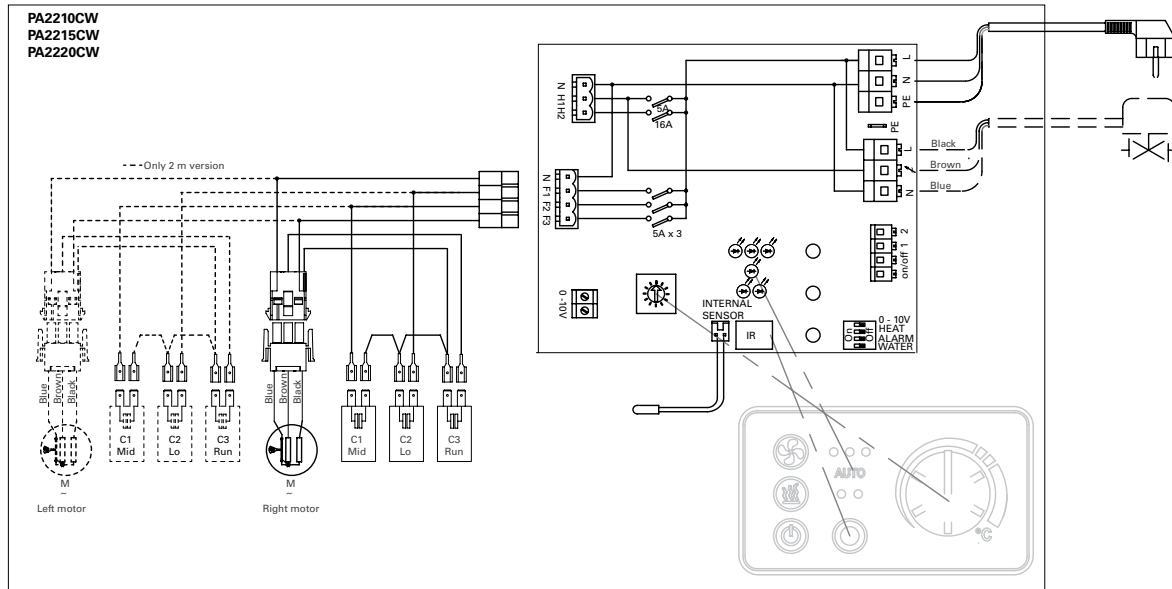 PA2210CW
PA2215CW
PA2220CW
L
N
PE
N H1 H2
5A
16A
PE
L
N
Black
Brown
Blue
---Only 2 m version
N F1 F2 F3
5A x 3
on/off 1 2
0 -10V
INTERNAL
SENSOR
IR
On
Off
0 - 10V
HEAT
ALARM
WATER
Blue
Brown
Black
Blue
Brown
Black
C1
Mid
C2
Lo
C3
Run
C1
Mid
C2
Lo
C3
Run
M
~
Left motor
M
~
Right motor
AUTO
°C